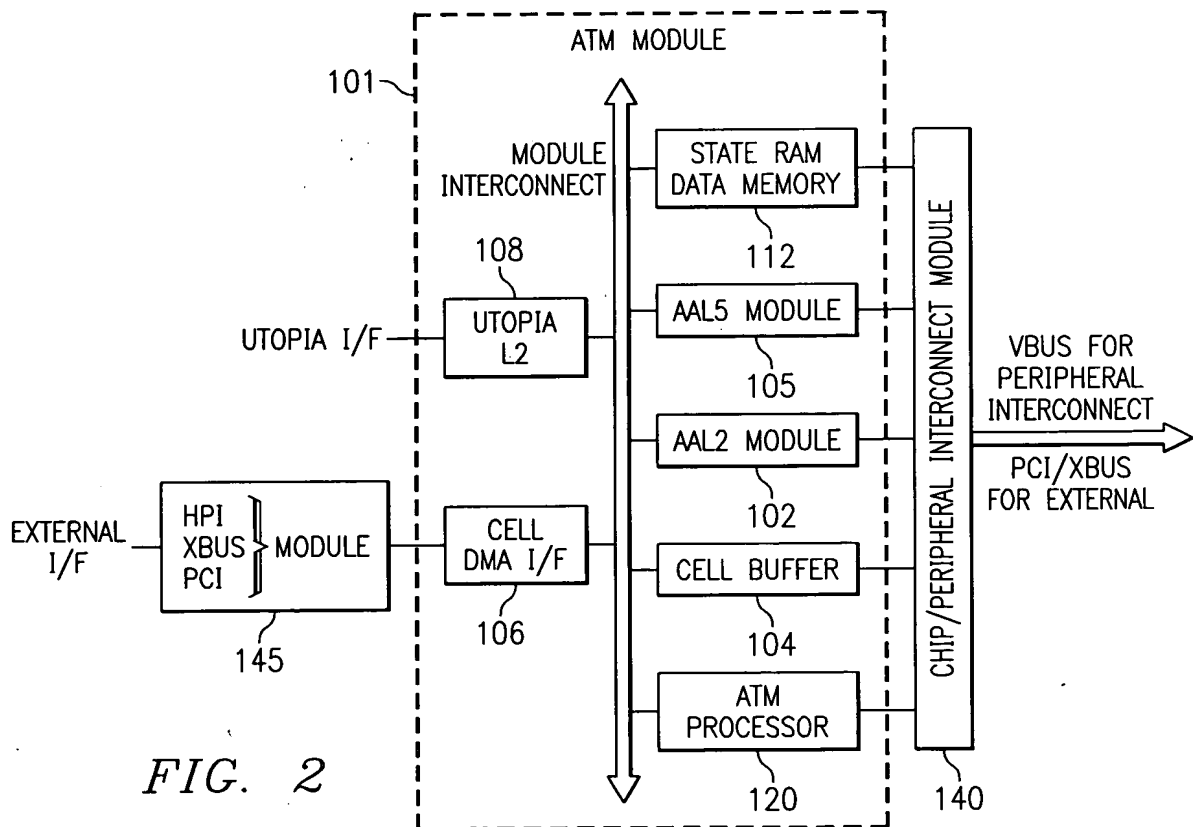 ATM MODULE
101
MODULE
INTERCONNECT
STATE RAM
DATA MEMORY
112
108
UTOPIA I/F
UTOPIA
L2
AAL5 MODULE
105
AAL2 MODULE
102
EXTERNAL
I/F
HPI
XBUS
PCI
MODULE
145
CELL
DMA I/F
106
CELL BUFFER
104
ATM
PROCESSOR
120
CHIP/PERIPHERAL INTERCONNECT MODULE
140
VBUS FOR
PERIPHERAL
INTERCONNECT
PCI/XBUS
FOR EXTERNAL
FIG. 2